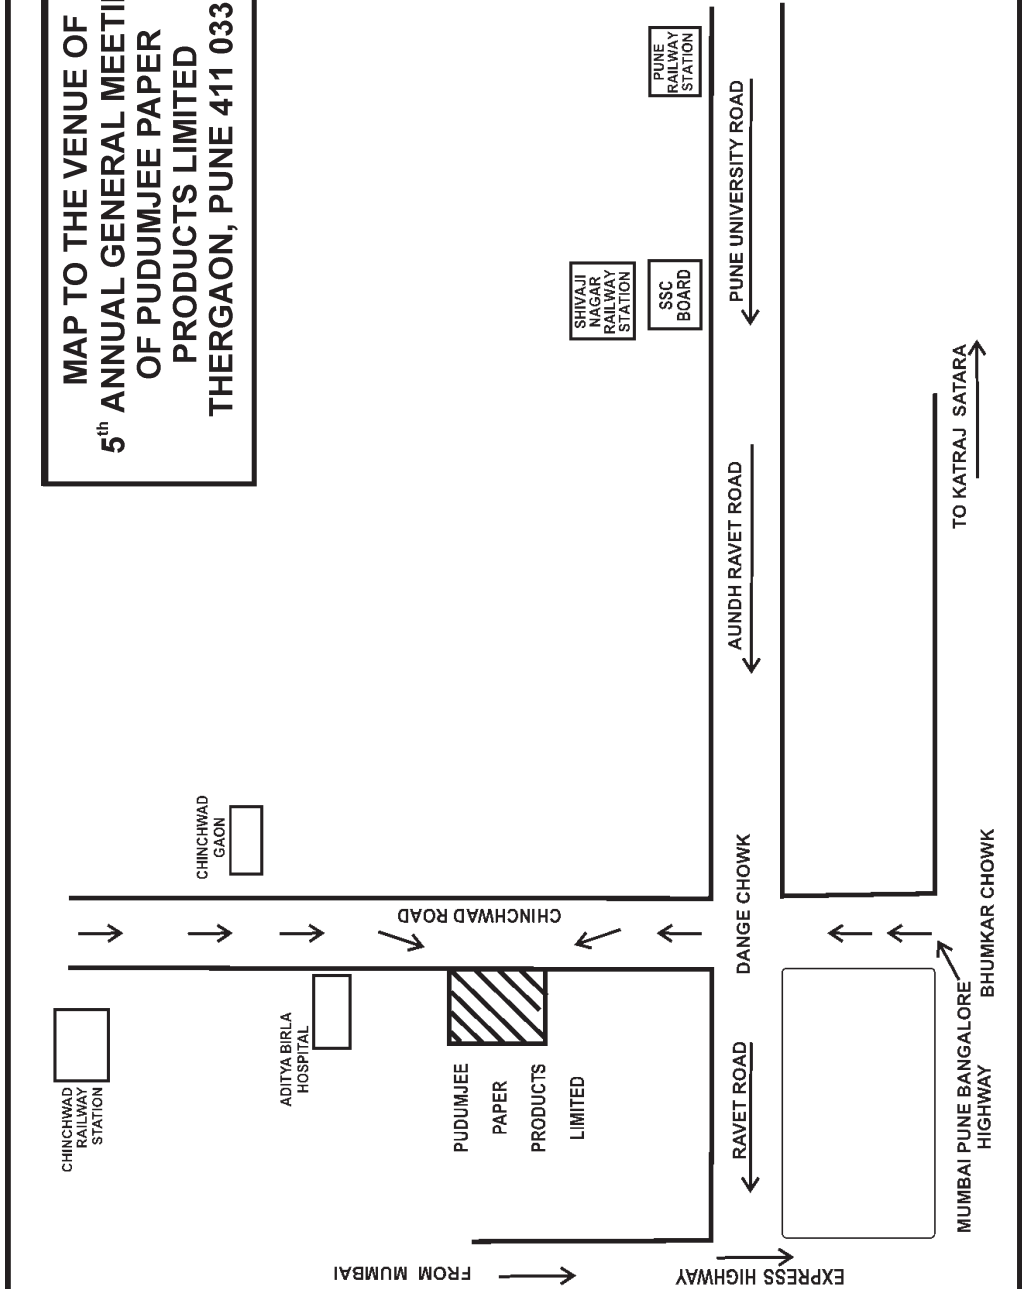 MAP TO THE VENUE OF
5th ANNUAL GENERAL MEETI
OF PUDUMJEE PAPER
PRODUCTS LIMITED
THERGAON, PUNE 411 033
CHINCHWAD
RAILWAY
STATION
CHINCHWAD
GAON
ADITYA BIRLA
HOSPITAL
CHINCHWAD ROAD
PUDUMJEE
PAPER
PRODUCTS
LIMITED
FROM MUMBAI
EXPRESS HIGHWAY
SHIVAJI
NAGAR
RAILWAY
STATION
PUNE
RAILWAY
STATION
SSC
BOARD
RAVET ROAD
DANGE CHOWK
AUNDH RAVET ROAD
PUNE UNIVERSITY ROAD
TO KATRAJ SATARA
MUMBAI PUNE BANGALORE
HIGHWAY
BHUMKAR CHOWK